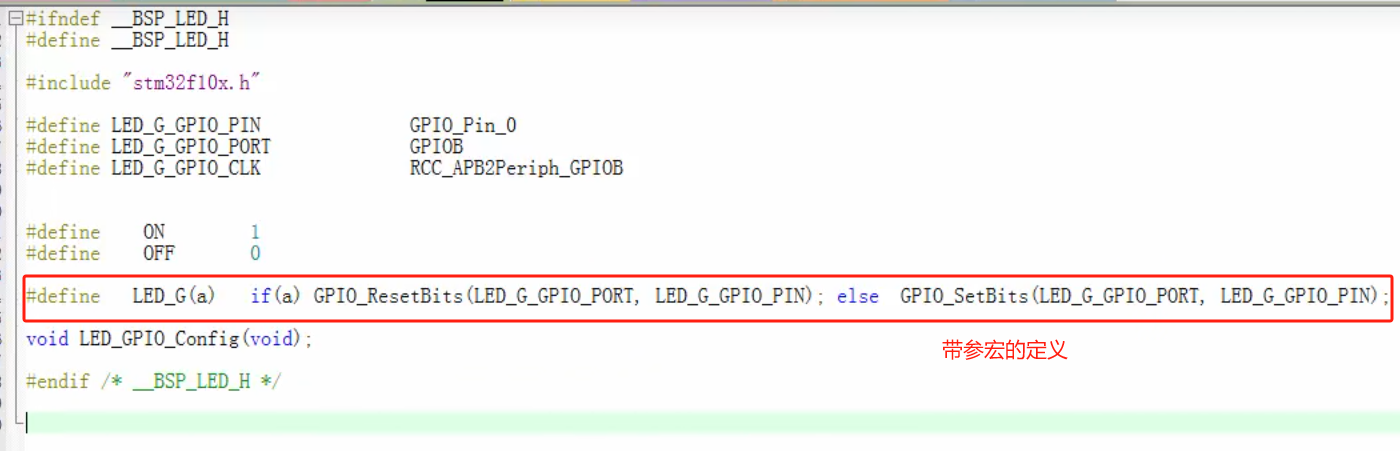 #ifndef __BSP_LED_H
#define __BSP_LED_H
#include "stm32f10x.h"
#define LED_G_GPIO_PIN GPIO_Pin_0
#define LED_G_GPIO_PORT GPIOB
#define LED_G_GPIO_CLK RCC_APB2Periph_GPIOB
#define ON 1
#define OFF 0
#define LED_G(a) if(a) GPIO_ResetBits(LED_G_GPIO_PORT, LED_G_GPIO_PIN); else GPIO_SetBits(LED_G_GPIO_PORT, LED_G_GPIO_PIN);
void LED_GPIO_Config(void);
带参宏的定义
#endif /* __BSP_LED_H */